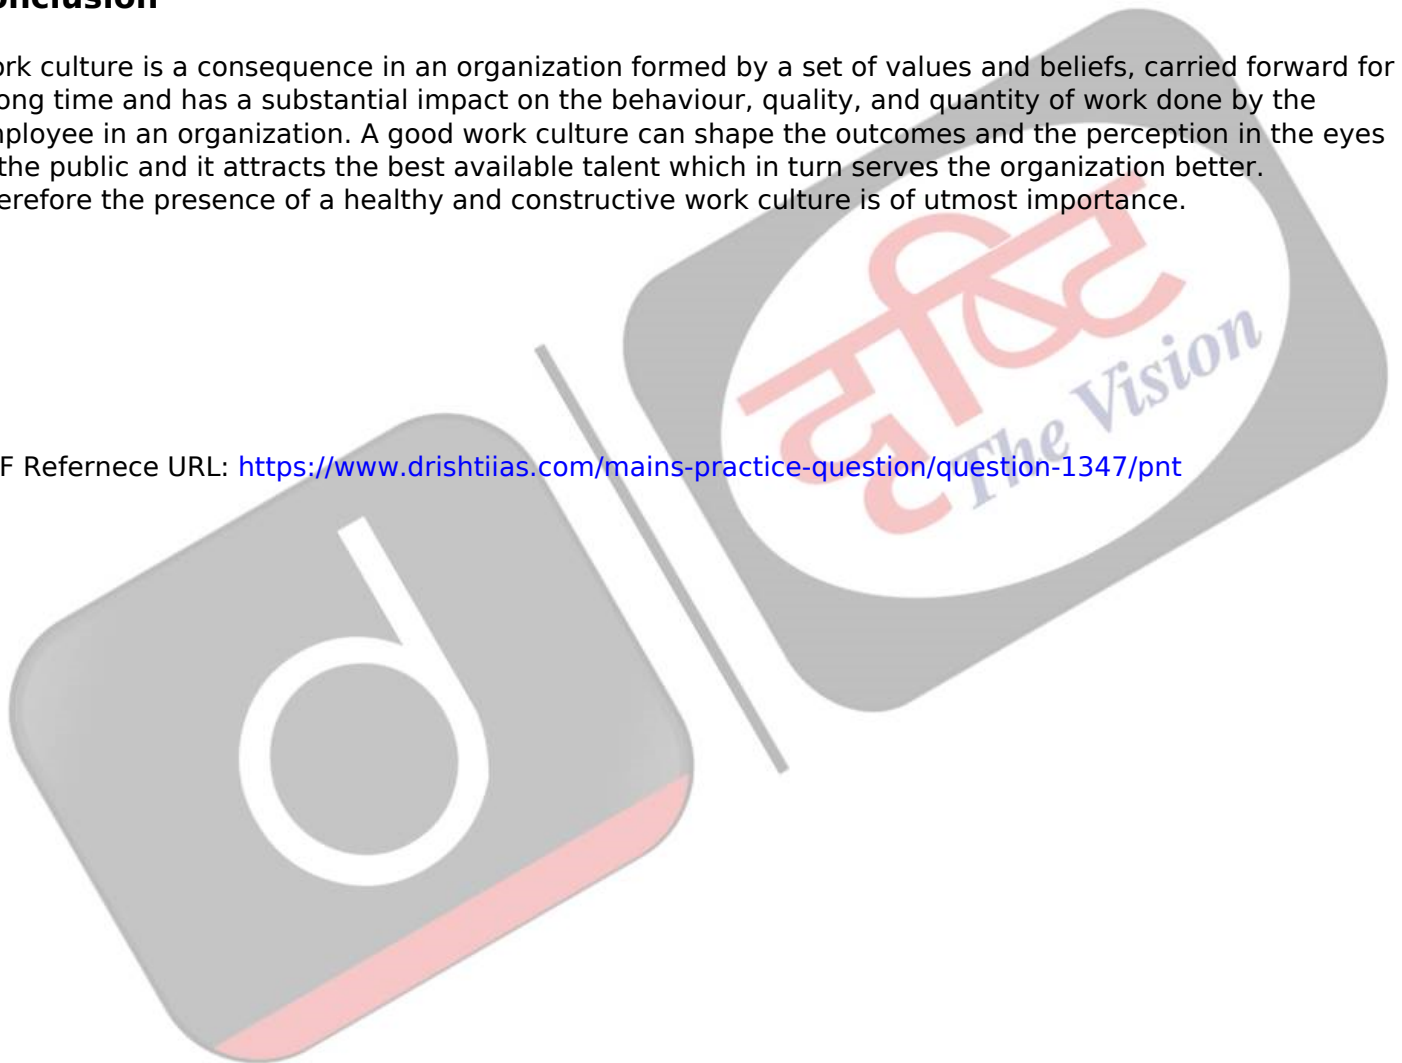 onclusion
ork culture is a consequence in an organization formed by a set of values and beliefs, carried forward for
ong time and has a substantial impact on the behaviour, quality, and quantity of work done by the
mployee in an organization. A good work culture can shape the outcomes and the perception in the eyes
the public and it attracts the best available talent which in turn serves the organization better.
erefore the presence of a healthy and constructive work culture is of utmost importance.
दृष्टि
The Vision
F Refernece URL: https://www.drishtiias.com/mains-practice-question/question-1347/pnt
d